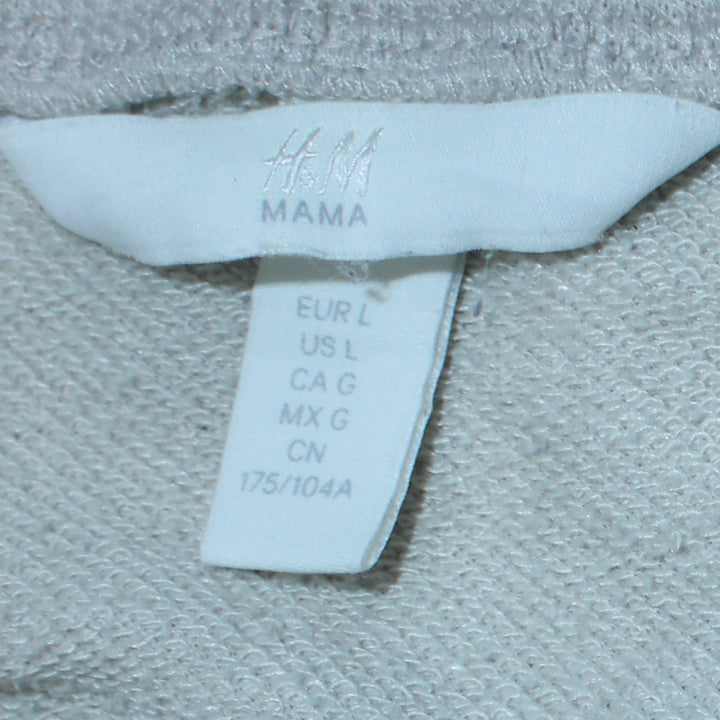 H&M
MAMA
EUR L
US L
CA G
MX G
CN
175/104A